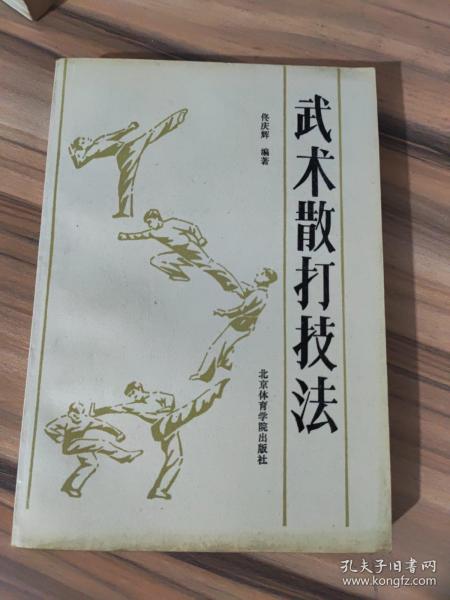 武术散打技法
佟庆辉 编著
北京体育学院出版社
孔夫子旧书网
www.kongfz.com